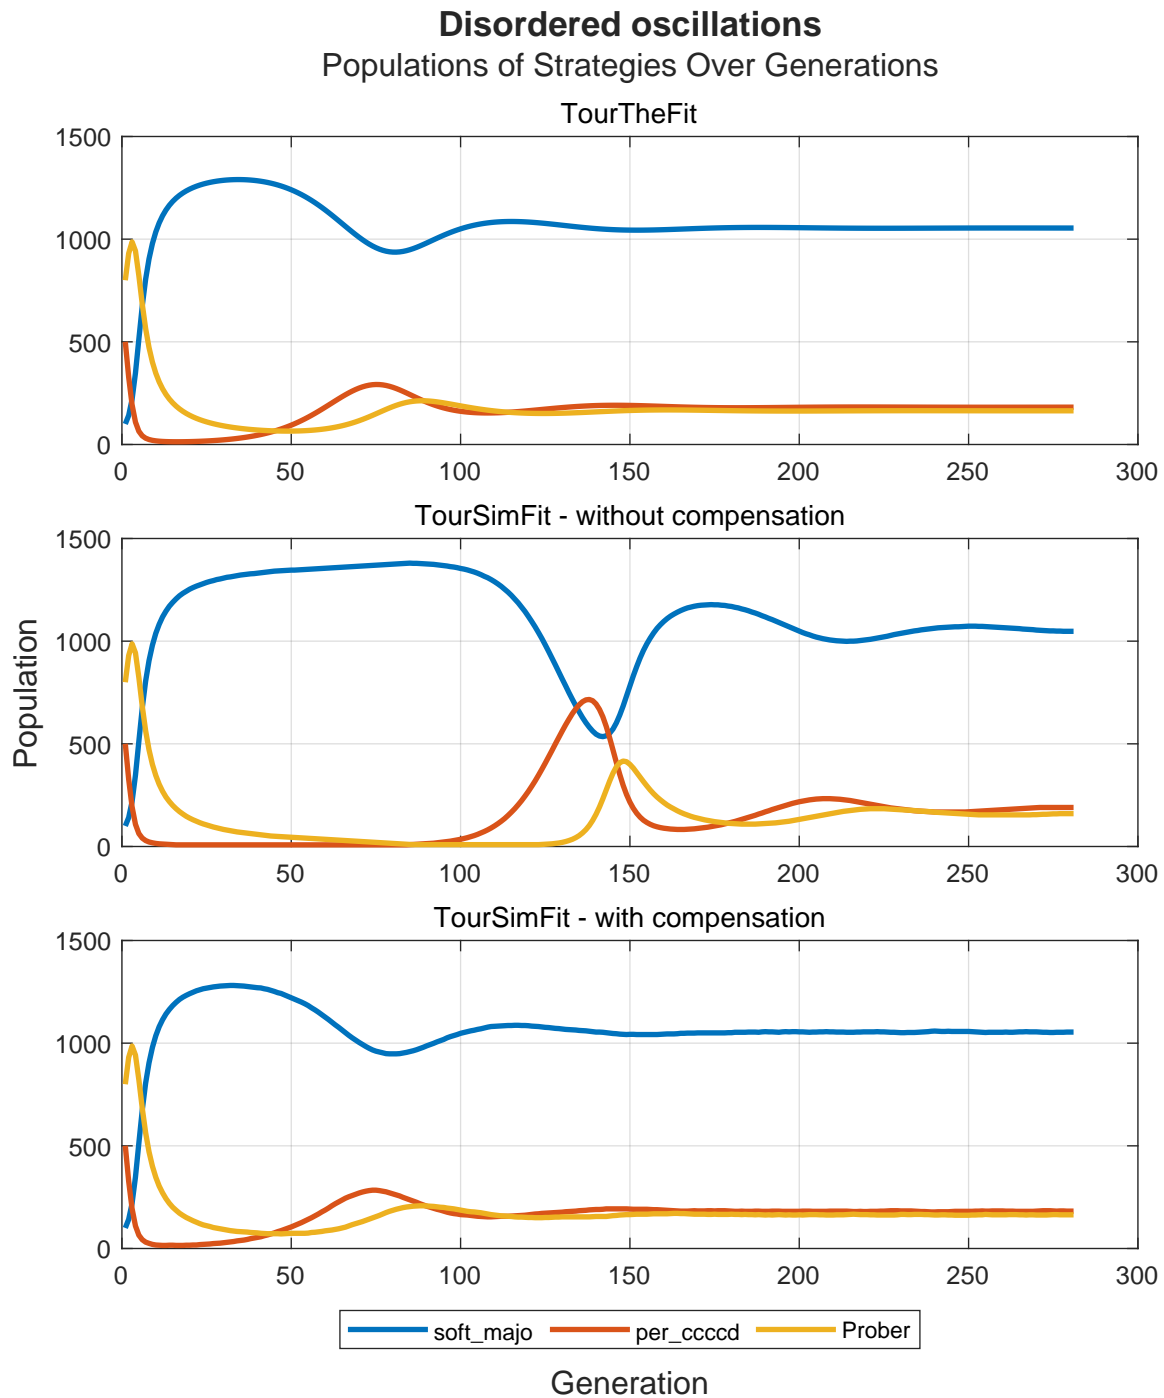 Disordered oscillations
Populations of Strategies Over Generations
TourTheFit
1500
1000
500
0
0 50 100 150 200 250 300
TourSimFit - without compensation
1500
1000
500
0
0 50 100 150 200 250 300
Population
TourSimFit - with compensation
1500
1000
500
0
0 50 100 150 200 250 300
soft_majo per_ccccd Prober
Generation